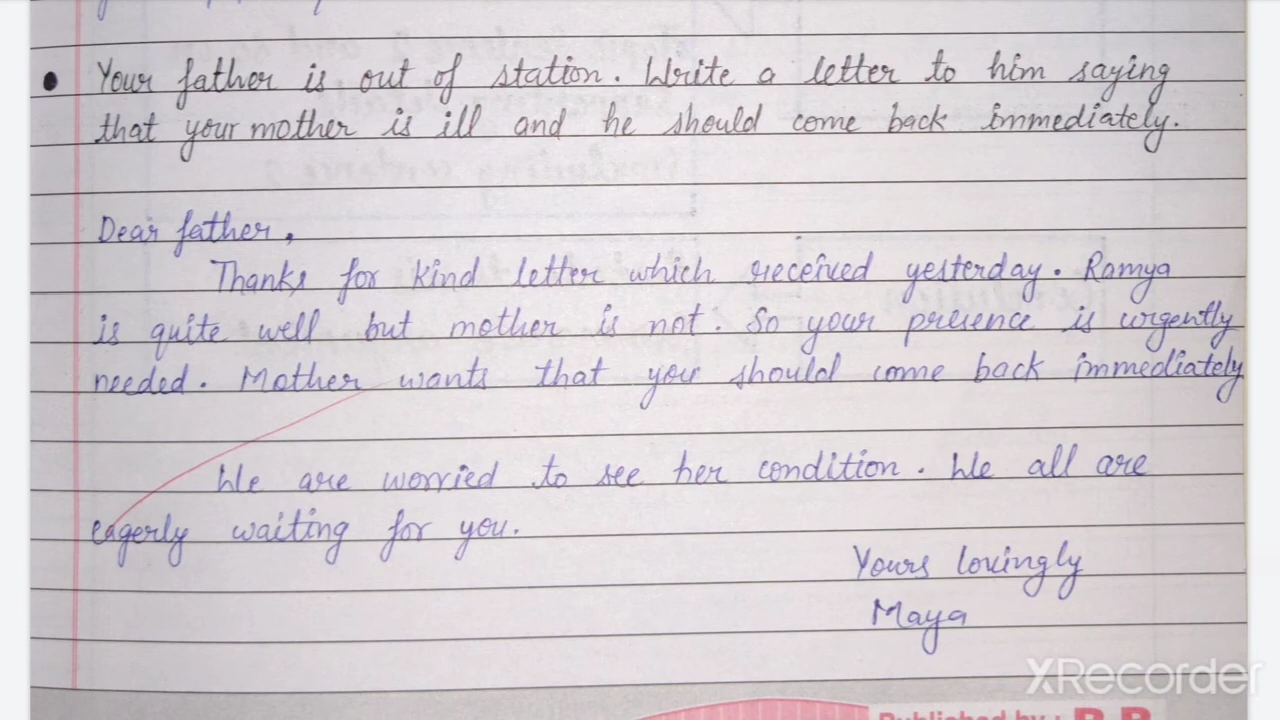 • Your father is out of station. Write a letter to him saying
that your mother is ill and he should come back immediately.
Dear father,
Thanks for kind letter which received yesterday. Ramya
is quite well but mother is not. So your presence is urgently
needed. Mother wants that you should come back immediately
We are worried to see her condition. We all are
eagerly waiting for you.
Yours lovingly
Maya
XRecorder
Published by :